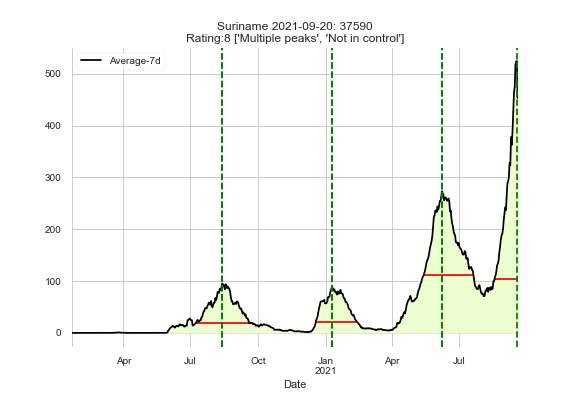 Suriname 2021-09-20: 37590
Rating:8 ['Multiple peaks', 'Not in control']
Average-7d
500
400
300
200
100
0
Apr
Jul
Oct
Jan
2021
Apr
Jul
Date